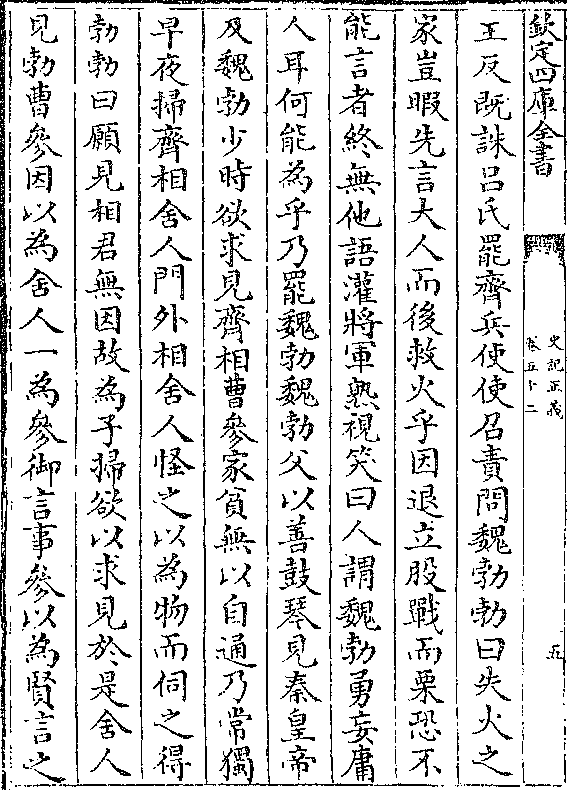 欽定四庫全書
史記正義
卷五十二
五
王反既誅呂氏罷齊兵使使召責問魏勃勃曰失火之
家豈暇先言大人而後救火乎因退立股戰而栗恐不
能言者終無他語灌將軍熟視笑曰人謂魏勃勇妄庸
人耳何能為乎乃罷魏勃魏勃父以善鼓琴見秦皇帝
及魏勃少時欲求見齊相曹參家貧無以自通乃常獨
早夜掃齊相舍人門外相舍人怪之以為物而伺之得
勃勃曰願見相君無因故為子掃欲以求見於是舍人
見勃曹參因以為舍人一為參御言事參以為賢言之